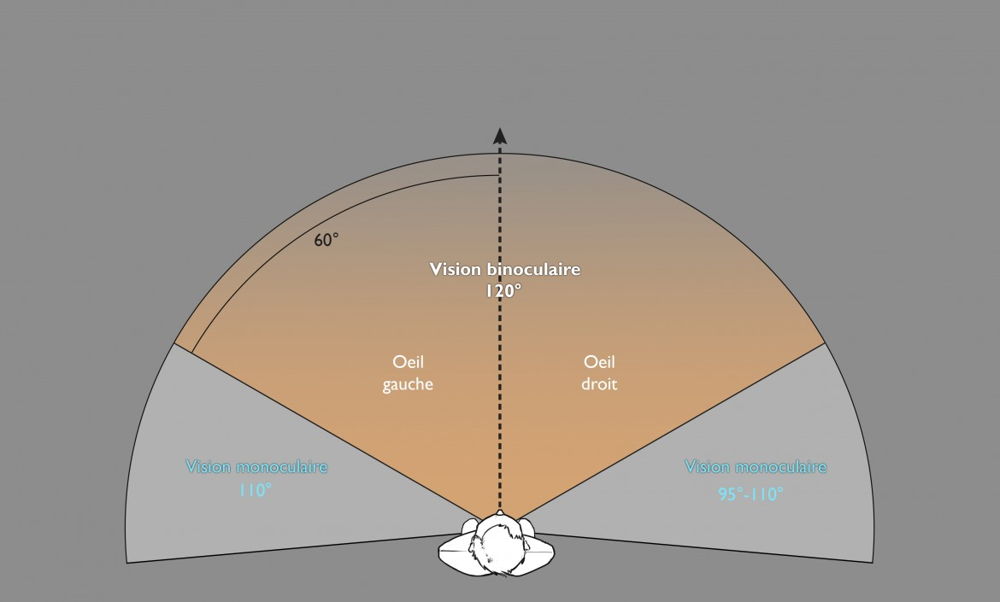 60°
Vision binoculaire
120°
Oeil
gauche
Oeil
droit
Vision monoculaire
110°
Vision monoculaire
95°-110°